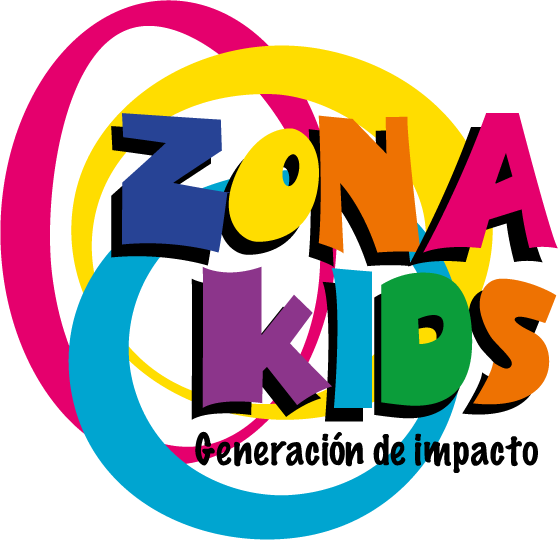 ZONA
KIDS
Generación de impacto